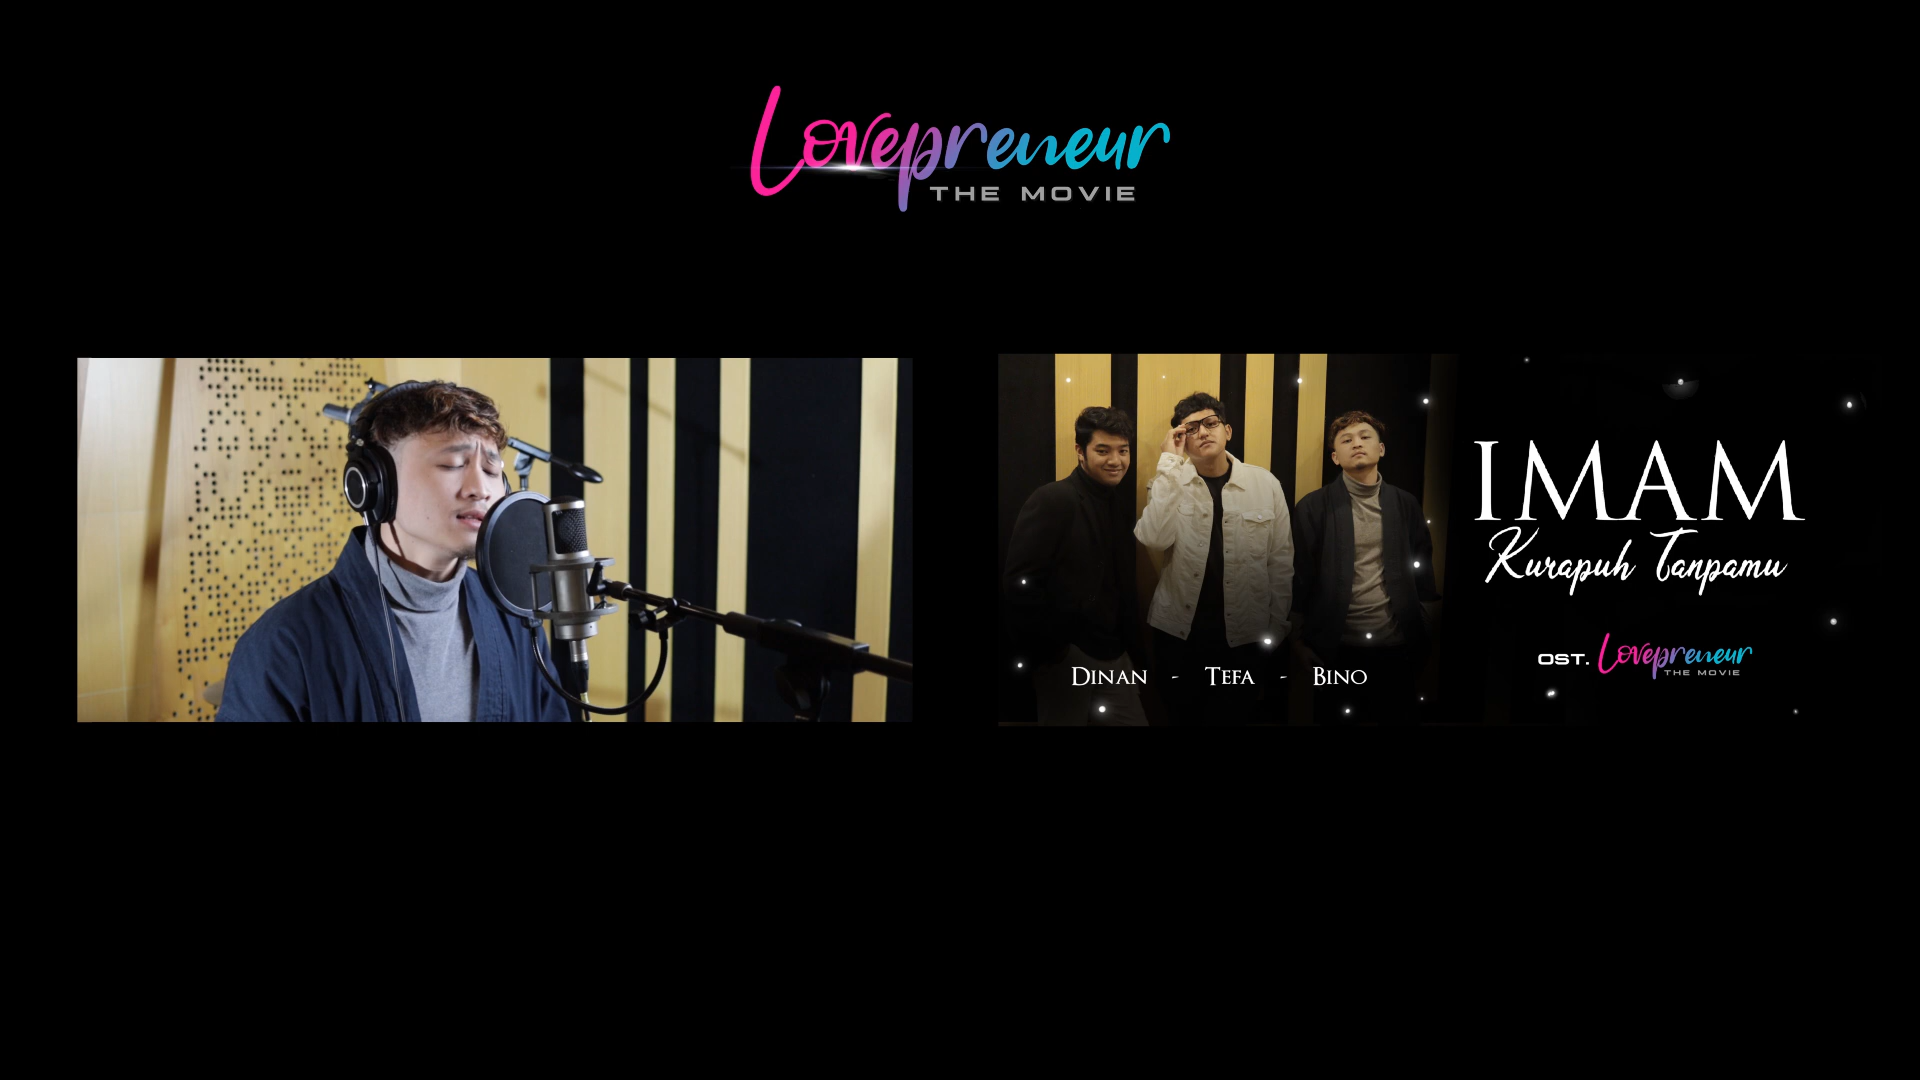 Lovepreneur
THE MOVIE
IMAM
Kurapuh Tanpamu
DINAN - TEFA - BINO
OST. Lovepreneur
THE MOVIE